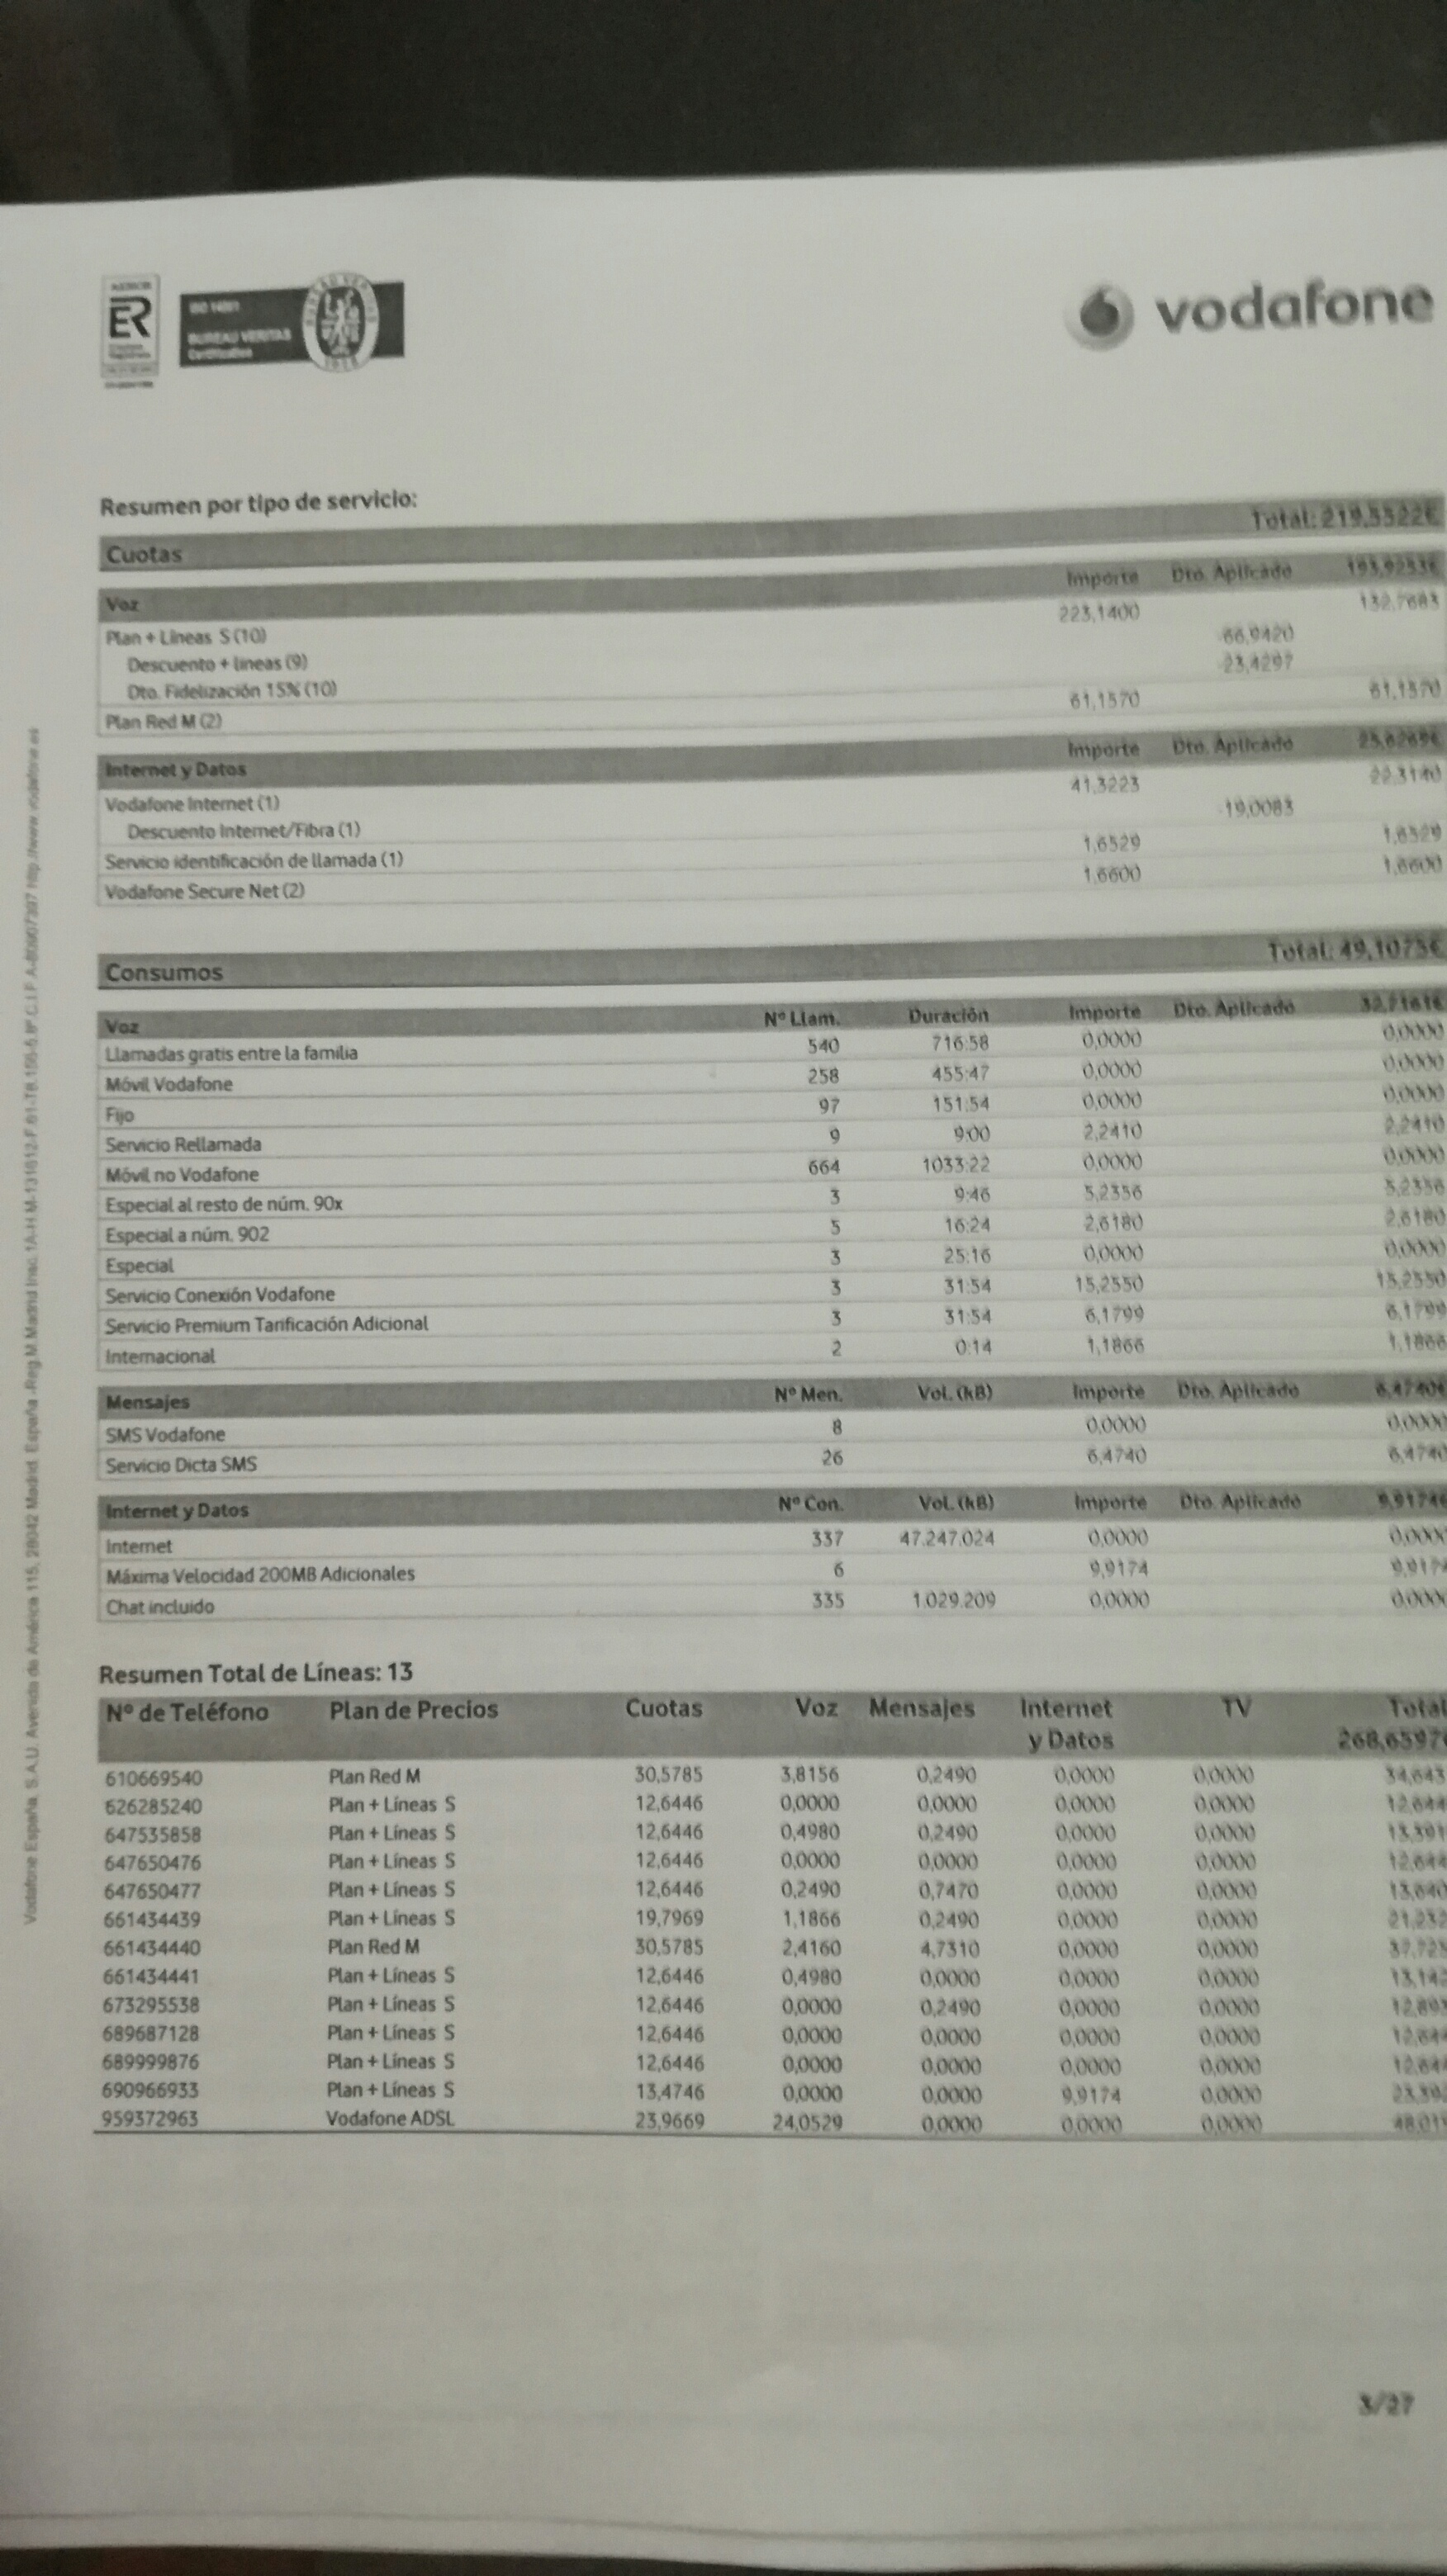 ER
ISO 14001
BUREAU VERITAS
Certification
1828
vodafone
Resumen por tipo de servicio:
Cuotas Total: 219,5522€
Voz Importe Dto. Aplicado 193,9253€
Plan + Líneas S (10) 223,1400 132,7683
Descuento + líneas (9) -66,9420
Dto. Fidelización 15% (10) -23,4297
Plan Red M (2) 61,1570 61,1570
Internet y Datos Importe Dto. Aplicado 25,6269€
Vodafone Internet (1) 41,3223 22,3140
Descuento Internet/Fibra (1) -19,0083
Servicio identificación de llamada (1) 1,6529 1,6529
Vodafone Secure Net (2) 1,6600 1,6600
Consumos Total: 49,1075€
Voz Nº Llam. Duración Importe Dto. Aplicado 32,7161€
Llamadas gratis entre la familia 540 716:58 0,0000 0,0000
Móvil Vodafone 258 455:47 0,0000 0,0000
Fijo 97 151:54 0,0000 0,0000
Servicio Rellamada 9 9:00 2,2410 2,2410
Móvil no Vodafone 664 1033:22 0,0000 0,0000
Especial al resto de núm. 90x 3 9:46 5,2356 5,2356
Especial a núm. 902 5 16:24 2,6180 2,6180
Especial 3 25:16 0,0000 0,0000
Servicio Conexión Vodafone 3 31:54 15,2550 15,2550
Servicio Premium Tarificación Adicional 3 31:54 6,1799 6,1799
Internacional 2 0:14 1,1866 1,1866
Mensajes Nº Men. Vol. (kB) Importe Dto. Aplicado 6,4740€
SMS Vodafone 8 0,0000 0,0000
Servicio Dicta SMS 26 6,4740 6,4740
Internet y Datos Nº Con. Vol. (kB) Importe Dto. Aplicado 9,9174€
Internet 337 47.247.024 0,0000 0,0000
Máxima Velocidad 200MB Adicionales 6 9,9174 9,9174
Chat incluido 335 1.029.209 0,0000 0,0000
Resumen Total de Líneas: 13
Nº de Teléfono Plan de Precios Cuotas Voz Mensajes Internet y Datos TV Total
268,6597€
610669540 Plan Red M 30,5785 3,8156 0,2490 0,0000 0,0000 34,643
626285240 Plan + Líneas S 12,6446 0,0000 0,0000 0,0000 0,0000 12,644
647535858 Plan + Líneas S 12,6446 0,4980 0,2490 0,0000 0,0000 13,391
647650476 Plan + Líneas S 12,6446 0,0000 0,0000 0,0000 0,0000 12,644
647650477 Plan + Líneas S 12,6446 0,2490 0,7470 0,0000 0,0000 13,640
661434439 Plan + Líneas S 19,7969 1,1866 0,2490 0,0000 0,0000 21,232
661434440 Plan Red M 30,5785 2,4160 4,7310 0,0000 0,0000 37,725
661434441 Plan + Líneas S 12,6446 0,4980 0,0000 0,0000 0,0000 13,142
673295538 Plan + Líneas S 12,6446 0,0000 0,2490 0,0000 0,0000 12,893
689687128 Plan + Líneas S 12,6446 0,0000 0,0000 0,0000 0,0000 12,644
689999876 Plan + Líneas S 12,6446 0,0000 0,0000 0,0000 0,0000 12,644
690966933 Plan + Líneas S 13,4746 0,0000 0,0000 9,9174 0,0000 23,392
959372963 Vodafone ADSL 23,9669 24,0529 0,0000 0,0000 0,0000 48,019
3/27
Vodafone España, S.A.U. Avenida de América 115, 28042 Madrid. España